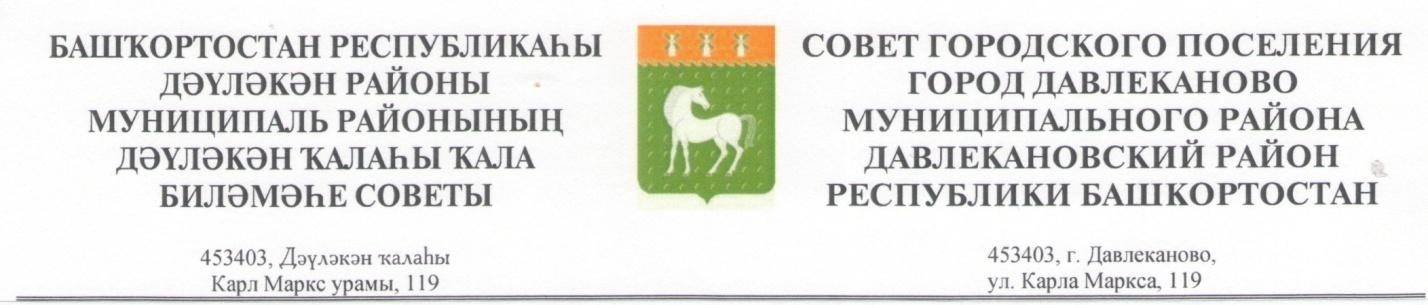 БАШҠОРТОСТАН РЕСПУБЛИКАҺЫ
ДӘҮЛӘКӘН РАЙОНЫ
МУНИЦИПАЛЬ РАЙОНЫНЫҢ
ДӘҮЛӘКӘН ҠАЛАҺЫ ҠАЛА
БИЛӘМӘҺЕ СОВЕТЫ
453403, Дәүләкән ҡалаһы
Карл Маркс урамы, 119
СОВЕТ ГОРОДСКОГО ПОСЕЛЕНИЯ
ГОРОД ДАВЛЕКАНОВО
МУНИЦИПАЛЬНОГО РАЙОНА
ДАВЛЕКАНОВСКИЙ РАЙОН
РЕСПУБЛИКИ БАШКОРТОСТАН
453403, г. Давлеканово,
ул. Карла Маркса, 119